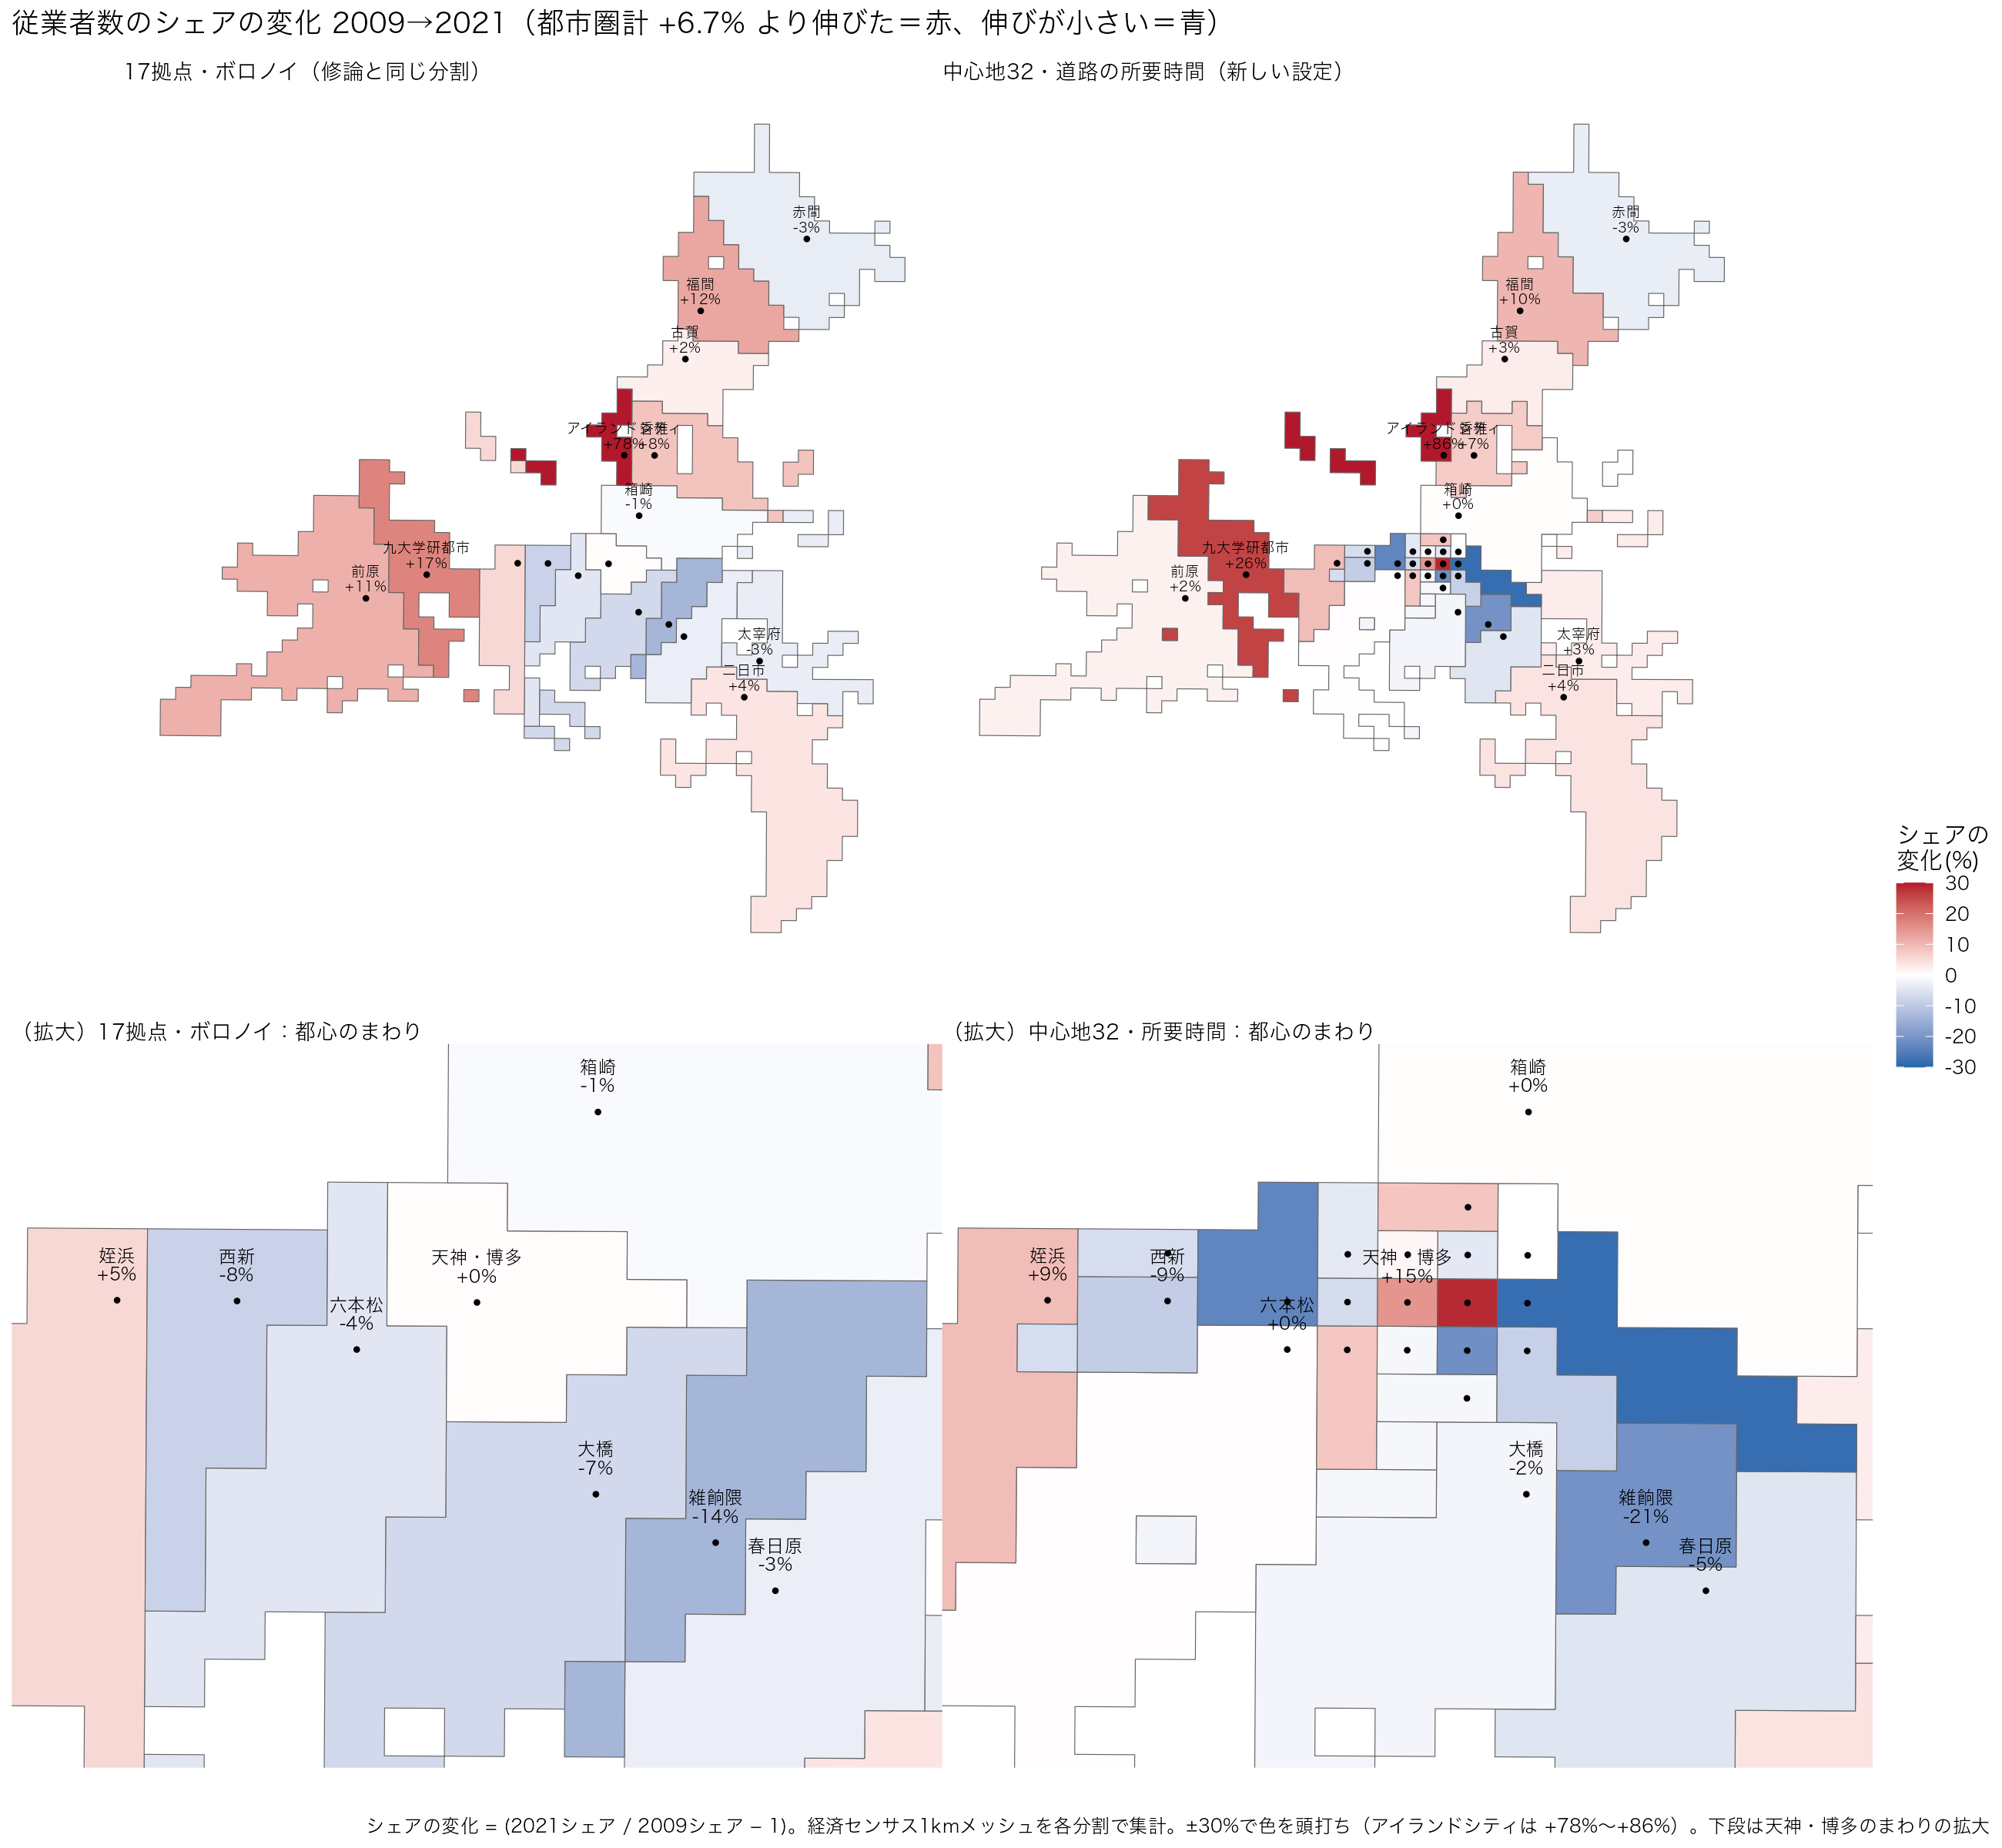 従業者数のシェアの変化 2009→2021（都市圏計 +6.7% より伸びた＝赤、伸びが小さい＝青）
17拠点・ボロノイ（修論と同じ分割）
赤間
-3%
福間
+12%
古賀
+2%
アイランドシティ
+78%
香椎
+8%
箱崎
-1%
九大学研都市
+17%
前原
+11%
太宰府
-3%
二日市
+4%
中心地32・道路の所要時間（新しい設定）
赤間
-3%
福間
+10%
古賀
+3%
アイランドシティ
+86%
香椎
+7%
箱崎
+0%
九大学研都市
+26%
前原
+2%
太宰府
+3%
二日市
+4%
シェアの
変化(%)
30
20
10
0
-10
-20
-30
（拡大）17拠点・ボロノイ：都心のまわり
箱崎
-1%
姪浜
+5%
西新
-8%
天神・博多
+0%
六本松
-4%
大橋
-7%
雑餉隈
-14%
春日原
-3%
（拡大）中心地32・所要時間：都心のまわり
箱崎
+0%
姪浜
+9%
西新
-9%
天神・博多
+15%
六本松
+0%
大橋
-2%
雑餉隈
-21%
春日原
-5%
シェアの変化 = (2021シェア / 2009シェア − 1)。経済センサス1kmメッシュを各分割で集計。±30%で色を頭打ち（アイランドシティは +78%〜+86%）。下段は天神・博多のまわりの拡大